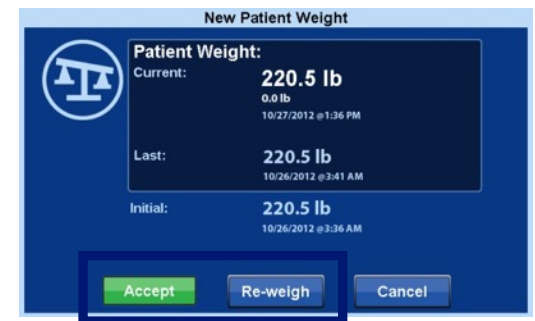 New Patient Weight
Patient Weight:
Current: 220.5 lb
0.0 lb
10/27/2012 @1:36 PM
Last: 220.5 lb
10/26/2012 @3:41 AM
Initial: 220.5 lb
10/26/2012 @3:36 AM
Accept Re-weigh Cancel